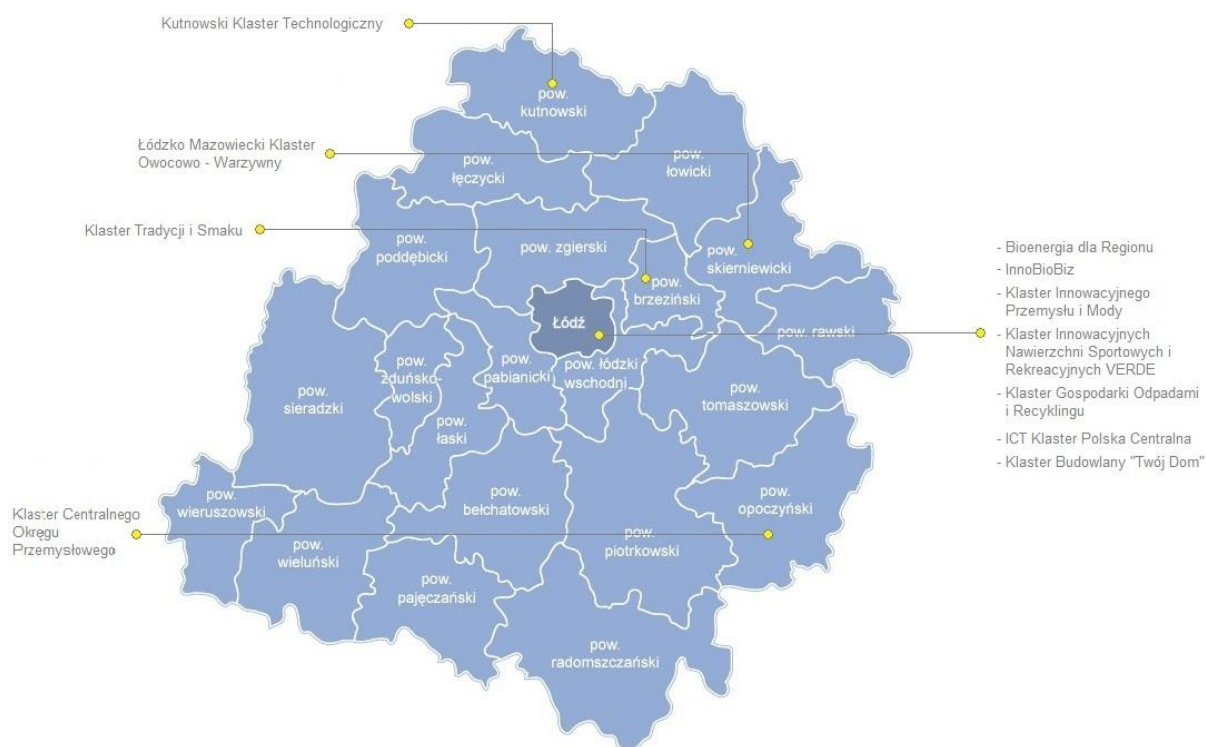 Kutnowski Klaster Technologiczny
pow.
kutnowski
Łódzko Mazowiecki Klaster
Owocowo - Warzywny
pow.
łęczycki
pow.
łowicki
Klaster Tradycji i Smaku
pow.
poddębicki
pow. zgierski
pow.
skierniewicki
pow.
brzeziński
Łódź
pow. rawski
- Bioenergia dla Regionu
- InnoBioBiz
- Klaster Innowacyjnego
Przemysłu i Mody
- Klaster Innowacyjnych
Nawierzchni Sportowych i
Rekreacyjnych VERDE
- Klaster Gospodarki Odpadami
i Recyklingu
- ICT Klaster Polska Centralna
- Klaster Budowlany "Twój Dom"
pow.
sieradzki
pow.
zduńsko-
wolski
pow.
pabianicki
pow. łódzki
wschodni
pow.
tomaszowski
pow.
łaski
pow.
wieruszowski
pow.
bełchatowski
pow.
opoczyński
Klaster Centralnego
Okręgu
Przemysłowego
pow.
wieluński
pow.
piotrkowski
pow.
pajęczański
pow.
radomszczański